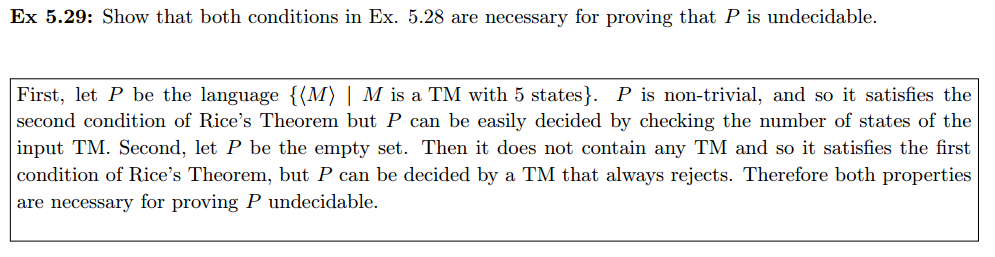 Ex 5.29: Show that both conditions in Ex. 5.28 are necessary for proving that P is undecidable.
First, let P be the language {⟨M⟩ | M is a TM with 5 states}. P is non-trivial, and so it satisfies the
second condition of Rice's Theorem but P can be easily decided by checking the number of states of the
input TM. Second, let P be the empty set. Then it does not contain any TM and so it satisfies the first
condition of Rice's Theorem, but P can be decided by a TM that always rejects. Therefore both properties
are necessary for proving P undecidable.